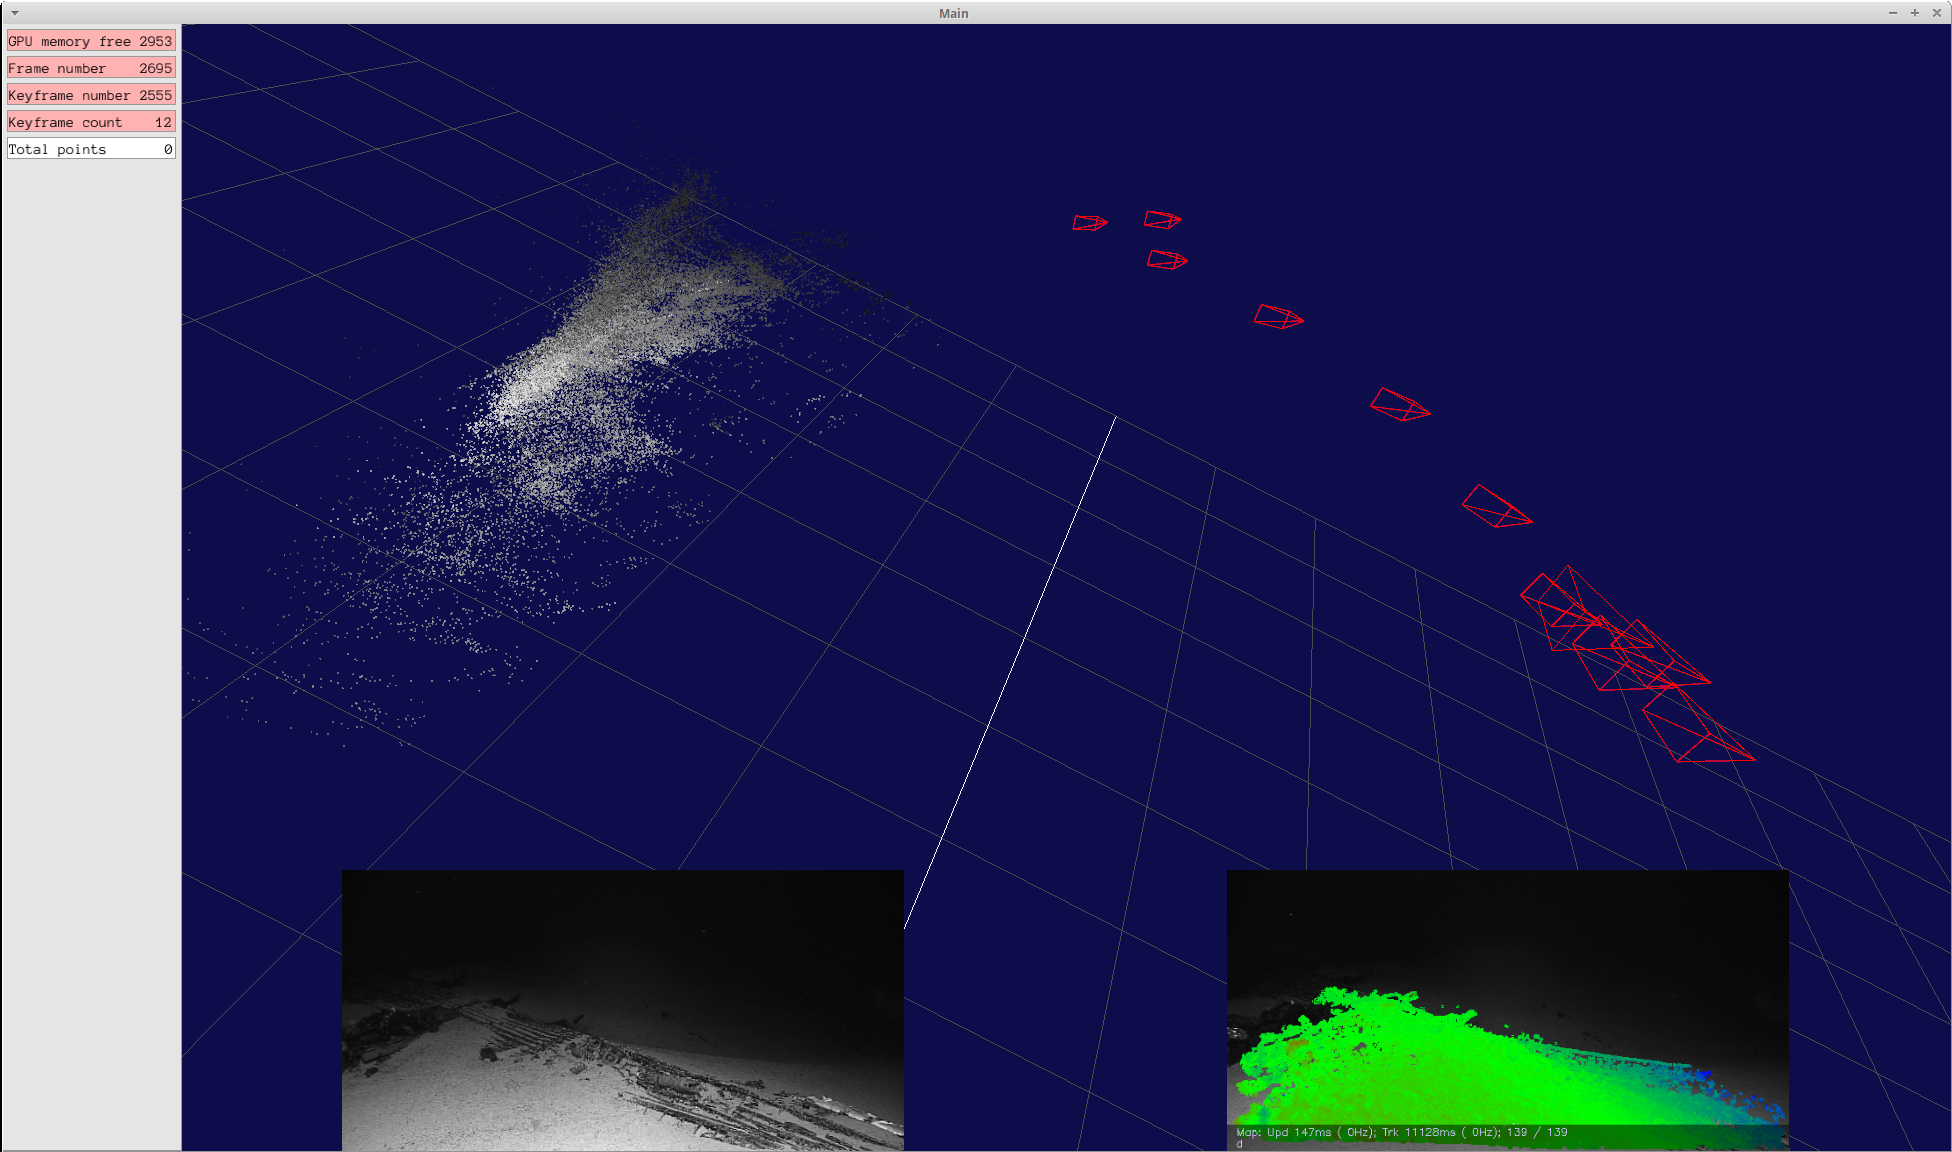 Main
GPU memory free 2953
Frame number 2695
Keyframe number 2555
Keyframe count 12
Total points 0
Map: Upd 147ms ( 0Hz); Trk 11128ms ( 0Hz); 139 / 139
d